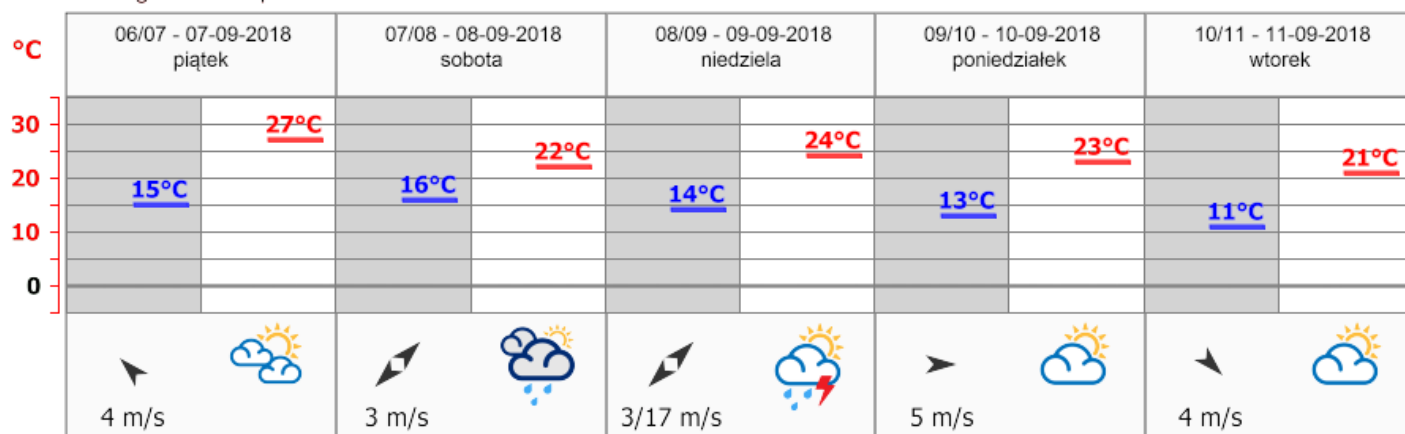 06/07 - 07-09-2018
piątek
07/08 - 08-09-2018
sobota
08/09 - 09-09-2018
niedziela
09/10 - 10-09-2018
poniedziałek
10/11 - 11-09-2018
wtorek
°C
30
20
10
0
15°C
27°C
16°C
22°C
14°C
24°C
13°C
23°C
11°C
21°C
4 m/s
3 m/s
3/17 m/s
5 m/s
4 m/s